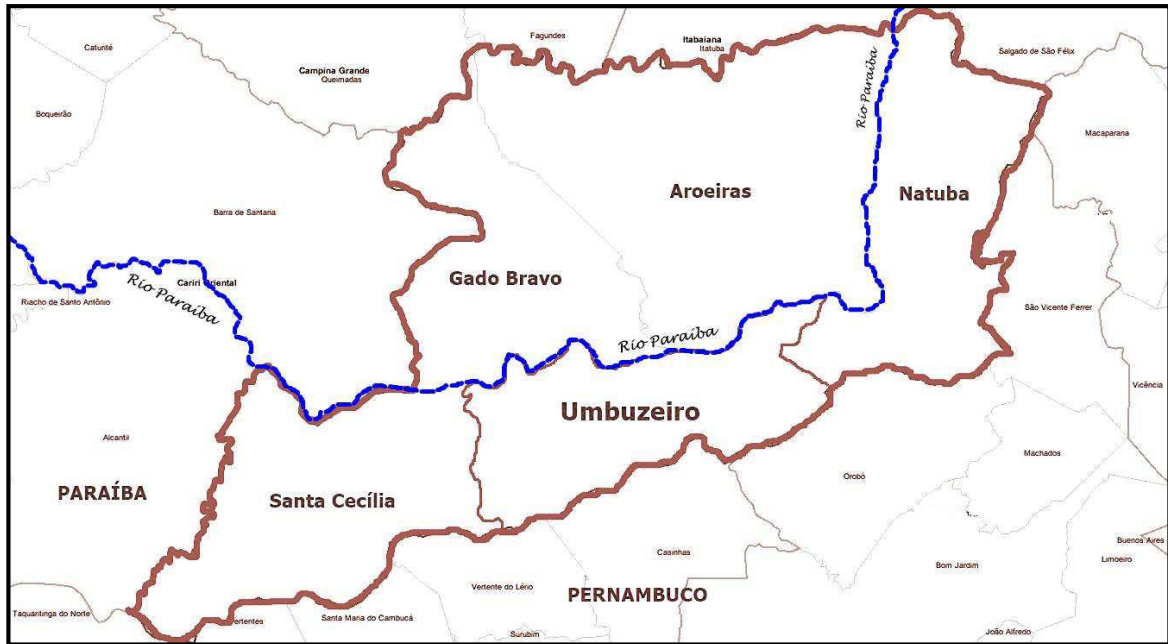 Fagundes
Itabaiana
Itatuba
Caturité
Salgado de São Félix
Campina Grande
Queimadas
Boqueirão
Rio Paraíba
Macaparana
Aroeiras
Natuba
Barra de Santana
Gado Bravo
Cariri Oriental
Riacho de Santo Antônio
Rio Paraíba
São Vicente Ferrer
Rio Paraíba
Vicência
Umbuzeiro
Alcantil
Machados
PARAÍBA
Santa Cecília
Orobó
Buenos Aires
Casinhas
Limoeiro
Bom Jardim
Vertente do Lério
PERNAMBUCO
Taquaritinga do Norte
ertentes
Santa Maria do Cambucá
Surubim
João Alfredo